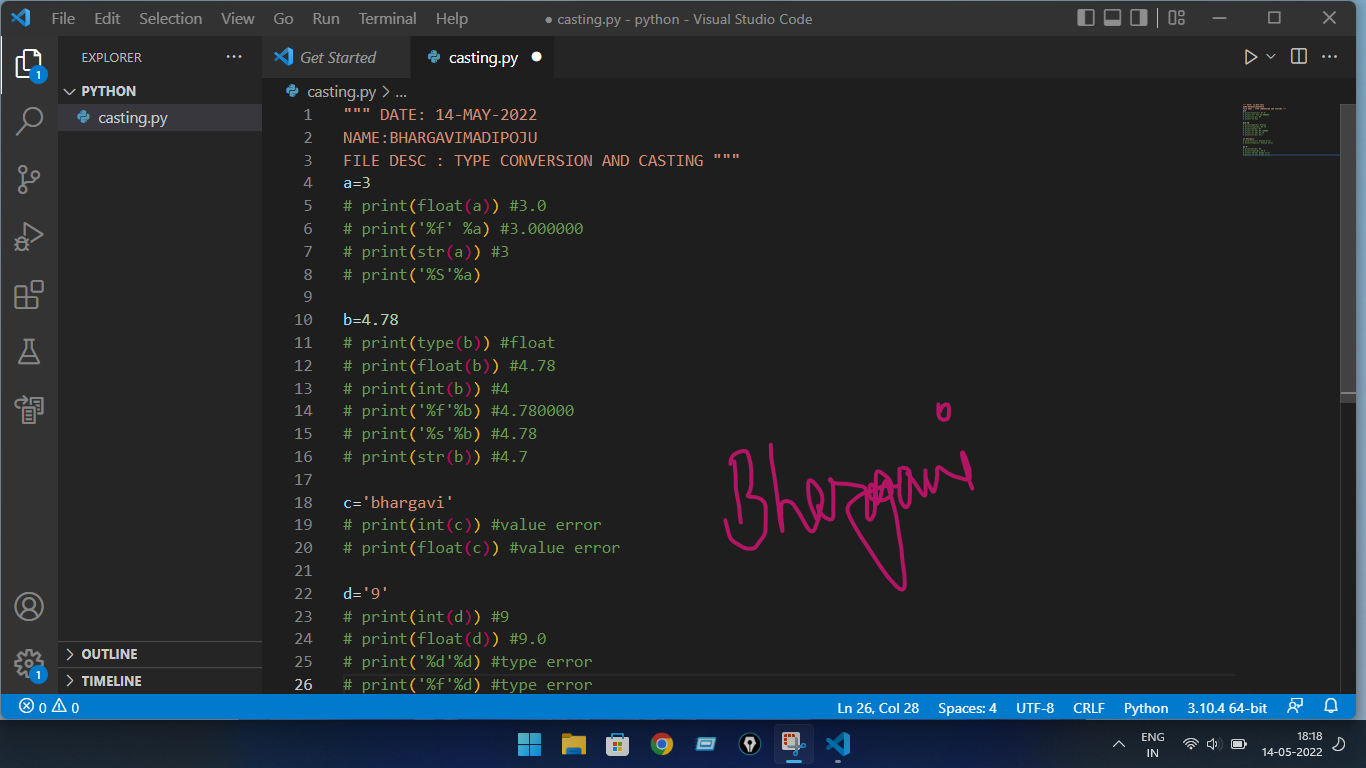 File Edit Selection View Go Run Terminal Help
● casting.py - python - Visual Studio Code
EXPLORER
Get Started
casting.py
PYTHON
casting.py
casting.py > ...
1 """ DATE: 14-MAY-2022
2 NAME:BHARGAVIMADIPOJU
3 FILE DESC : TYPE CONVERSION AND CASTING """
4 a=3
5 # print(float(a)) #3.0
6 # print('%f' %a) #3.000000
7 # print(str(a)) #3
8 # print('%S'%a)
9
10 b=4.78
11 # print(type(b)) #float
12 # print(float(b)) #4.78
13 # print(int(b)) #4
14 # print('%f'%b) #4.780000
15 # print('%s'%b) #4.78
16 # print(str(b)) #4.7
17
18 c='bhargavi'
19 # print(int(c)) #value error
20 # print(float(c)) #value error
21
22 d='9'
23 # print(int(d)) #9
24 # print(float(d)) #9.0
25 # print('%d'%d) #type error
26 # print('%f'%d) #type error
Bhargavi
1
1
OUTLINE
TIMELINE
0 0
Ln 26, Col 28 Spaces: 4 UTF-8 CRLF Python 3.10.4 64-bit
ENG
IN
18:18
14-05-2022